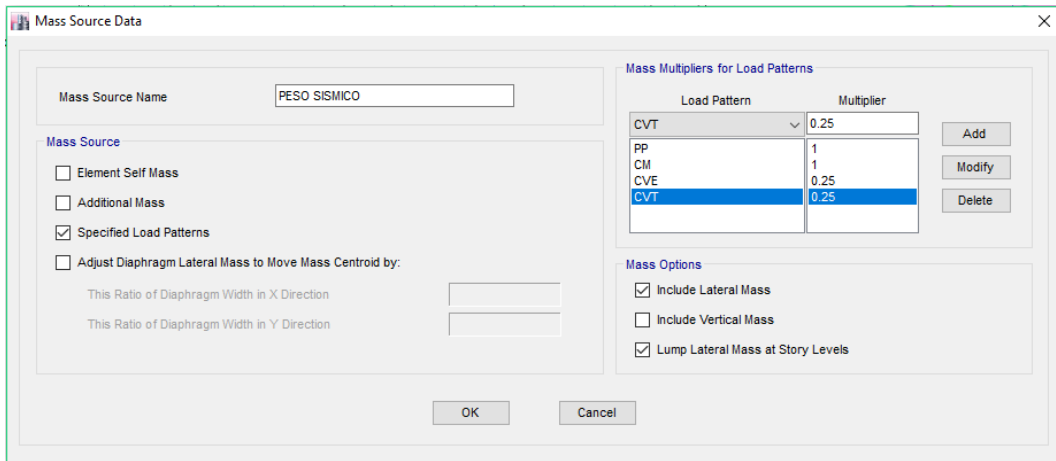 Mass Source Data
Mass Source Name
PESO SISMICO
Mass Source
Element Self Mass
Additional Mass
Specified Load Patterns
Adjust Diaphragm Lateral Mass to Move Mass Centroid by:
This Ratio of Diaphragm Width in X Direction
This Ratio of Diaphragm Width in Y Direction
Mass Multipliers for Load Patterns
Load Pattern Multiplier
CVT 0.25
PP 1
CM 1
CVE 0.25
CVT 0.25
Add
Modify
Delete
Mass Options
Include Lateral Mass
Include Vertical Mass
Lump Lateral Mass at Story Levels
OK Cancel